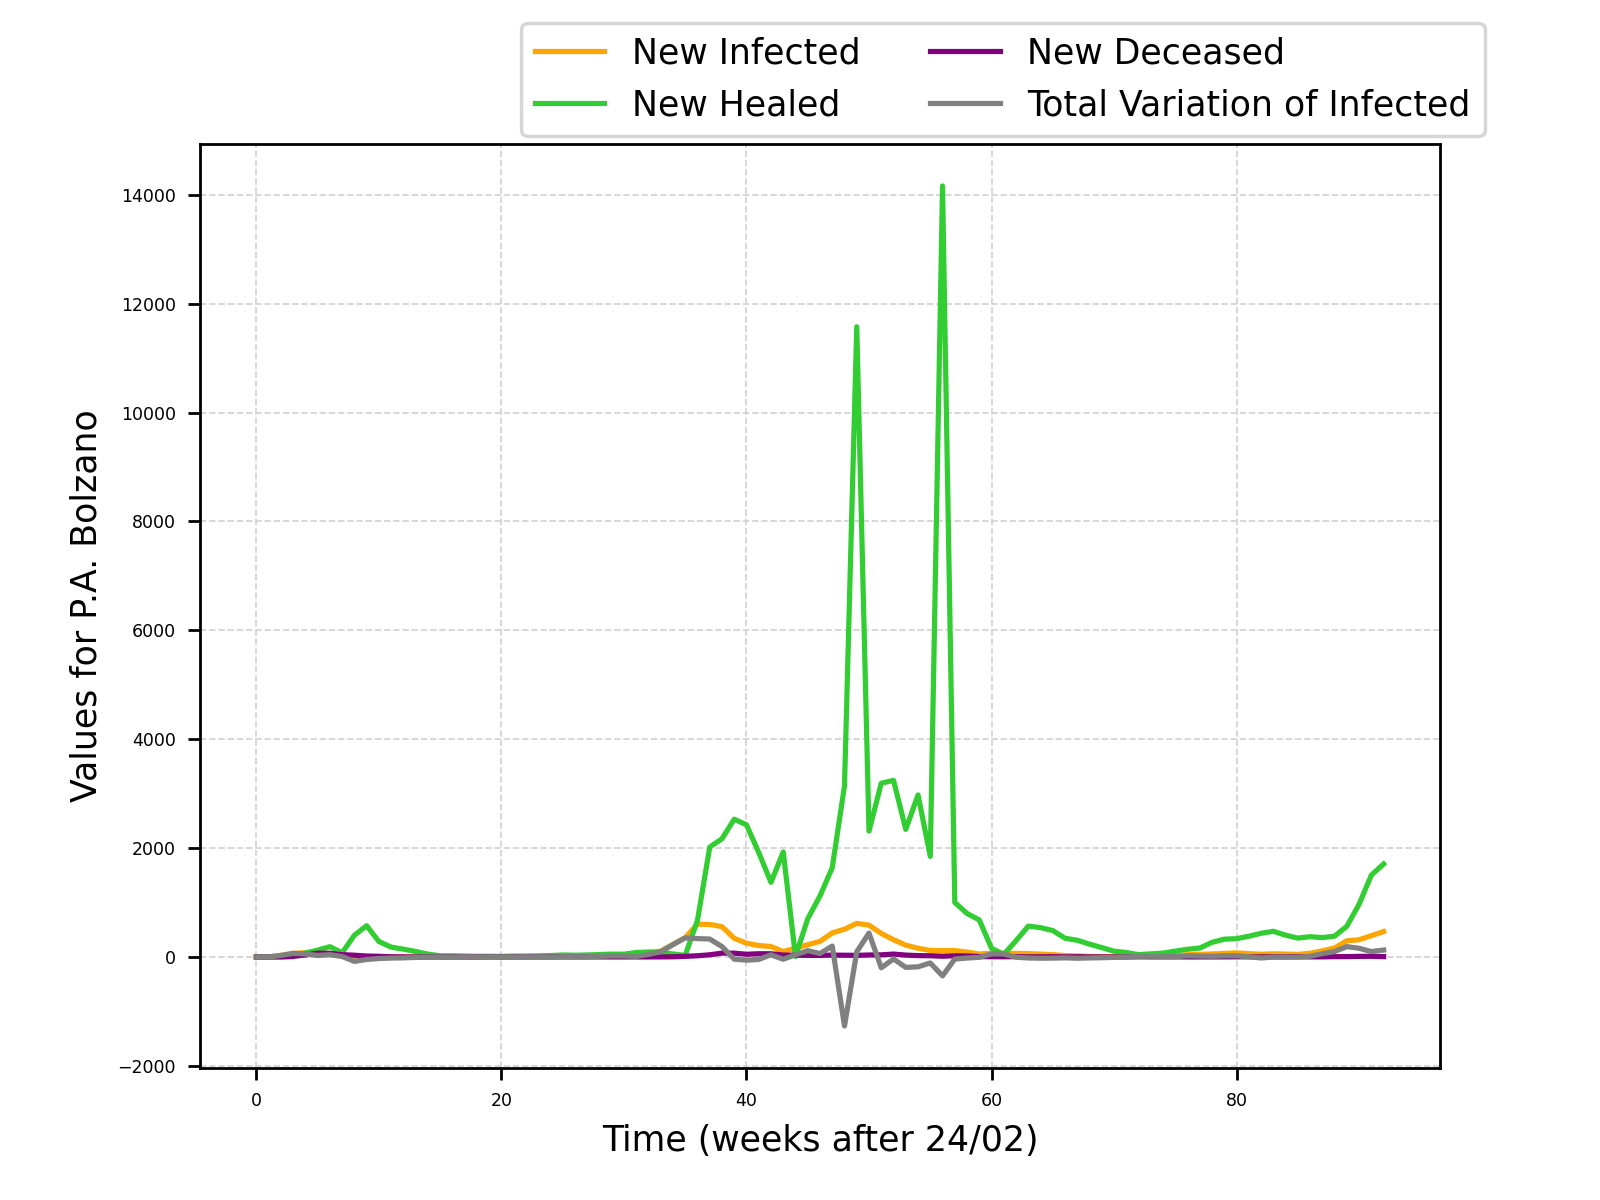 New Infected
New Healed
New Deceased
Total Variation of Infected
14000
12000
10000
8000
6000
4000
2000
0
−2000
Values for P.A. Bolzano
0 20 40 60 80
Time (weeks after 24/02)